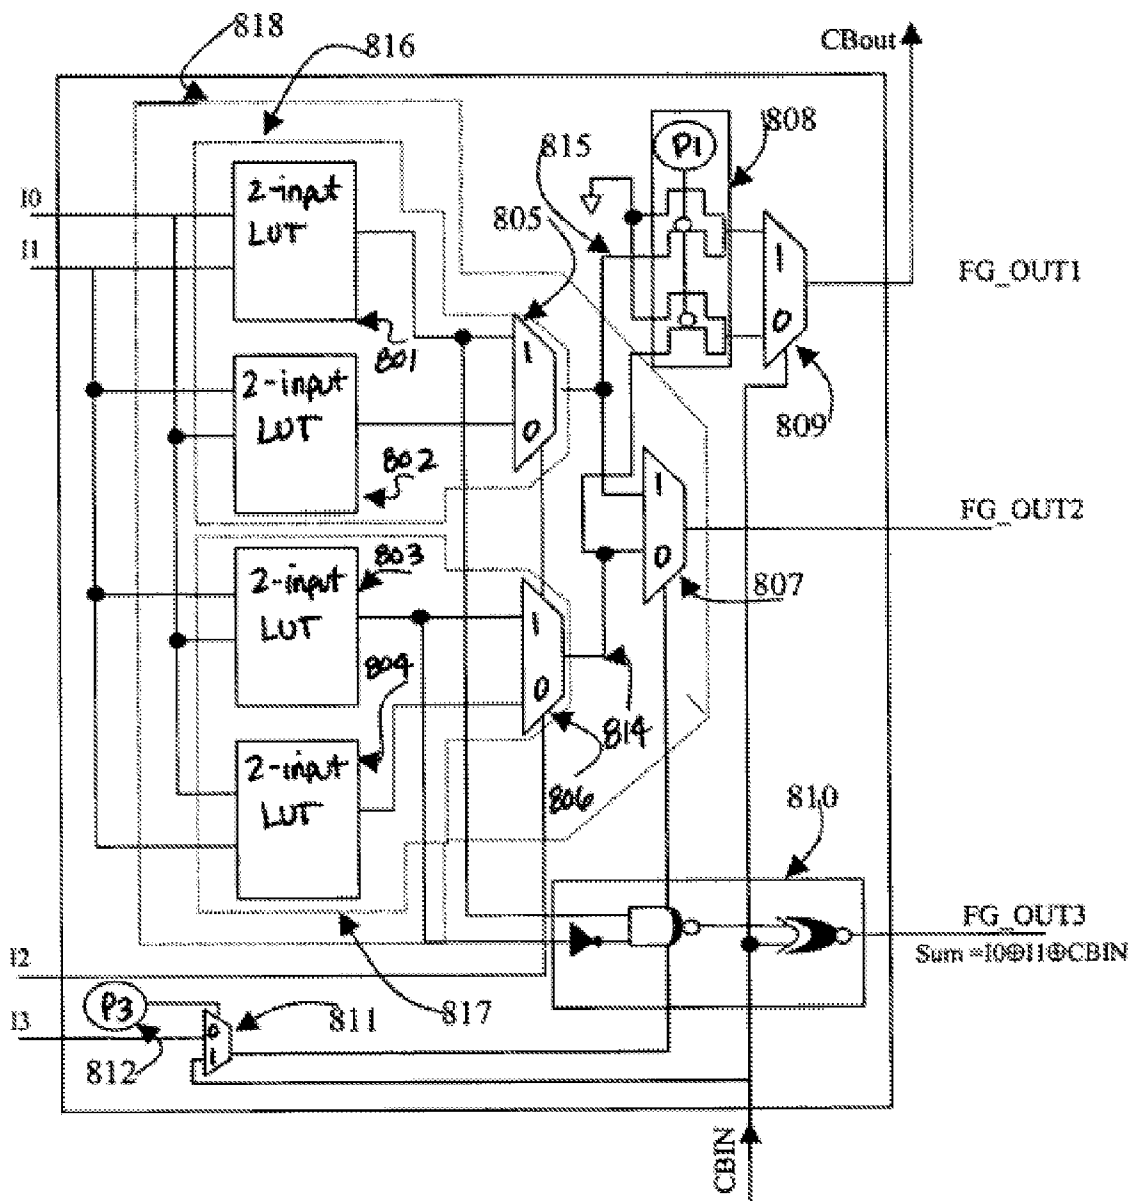 818
816
CBout
808
P1
815
805
I0
I1
2-input
LUT
801
1
0
1
0
FG_OUT1
809
2-input
LUT
802
1
0
FG_OUT2
807
2-input
LUT
803
804
1
0
814
806
2-input
LUT
810
FG_OUT3
Sum =I0⊕I1⊕CBIN
I2
P3
I3
0
1
811
817
812
CBIN